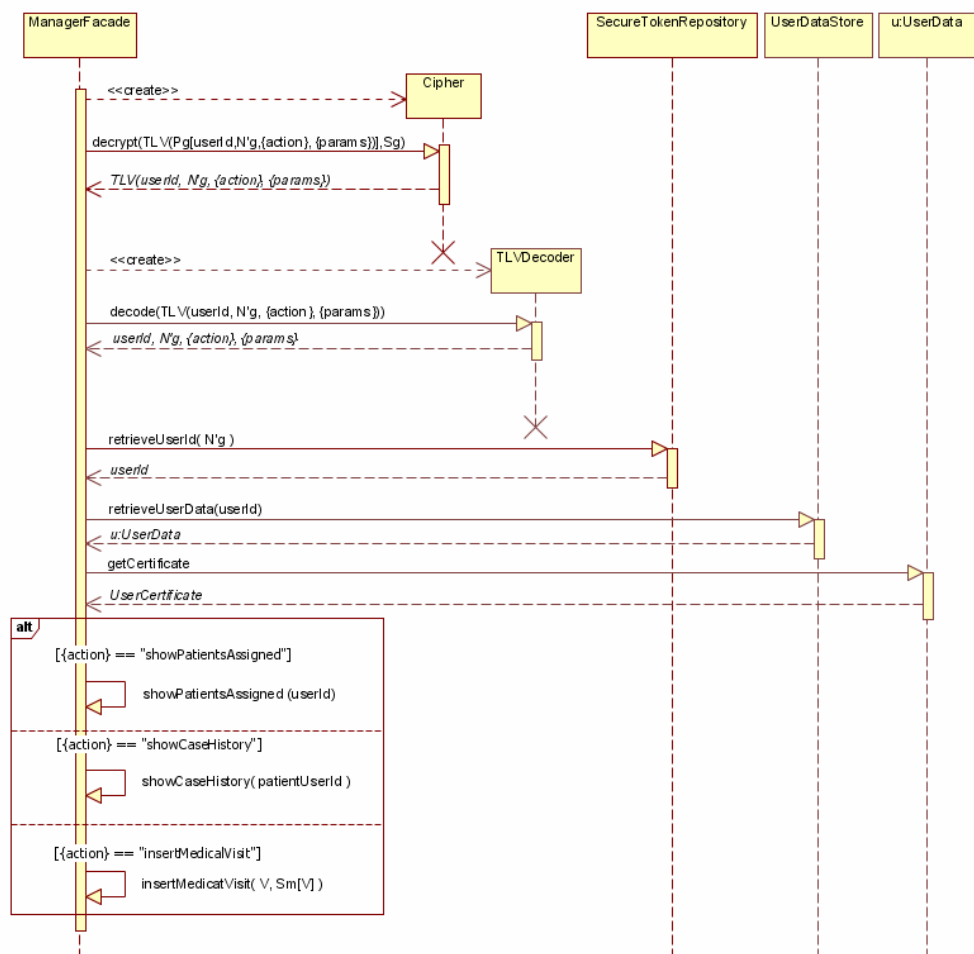 ManagerFacade
SecureTokenRepository
UserDataStore
u:UserData
<<create>>
Cipher
decrypt(TLV(Pg[userId,N'g,{action}, {params})],Sg)
TLV(userId, N'g, {action}, {params})
<<create>>
TLVDecoder
decode(TLV(userId, N'g, {action}, {params}))
userId, N'g, {action}, {params}
retrieveUserId( N'g )
userId
retrieveUserData(userId)
u:UserData
getCertificate
UserCertificate
alt
[{action} == "showPatientsAssigned"]
showPatientsAssigned (userId)
[{action} == "showCaseHistory"]
showCaseHistory( patientUserId )
[{action} == "insertMedicalVisit"]
insertMedicatVisit( V, Sm[V] )